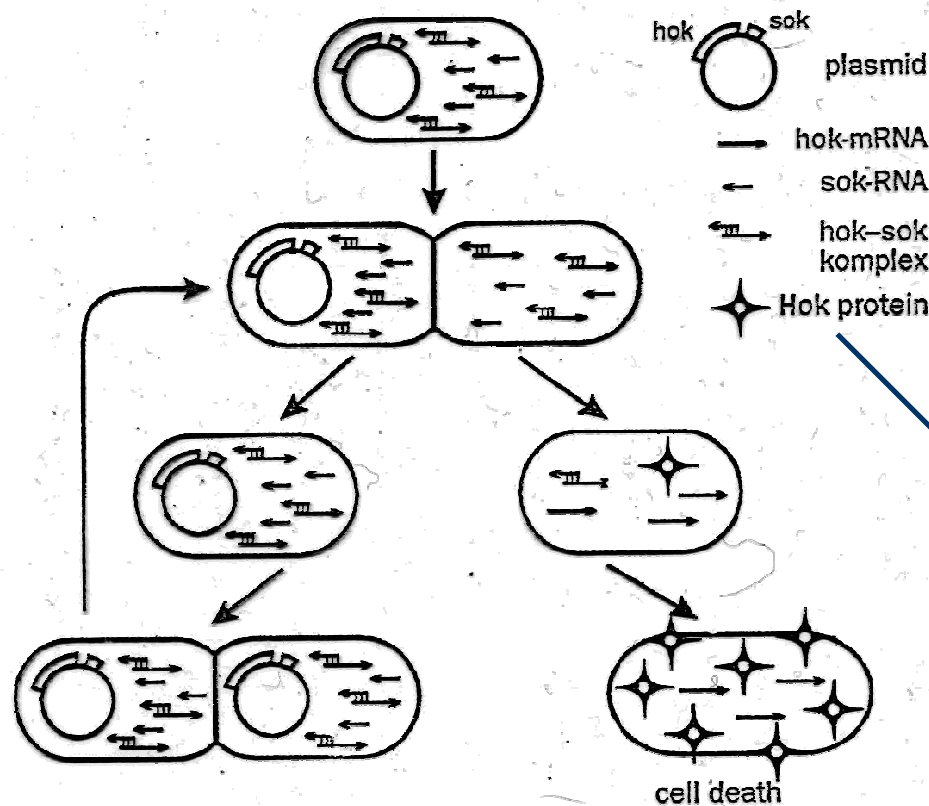 hok
sok
plasmid
hok-mRNA
sok-RNA
hok–sok
komplex
Hok protein
cell death